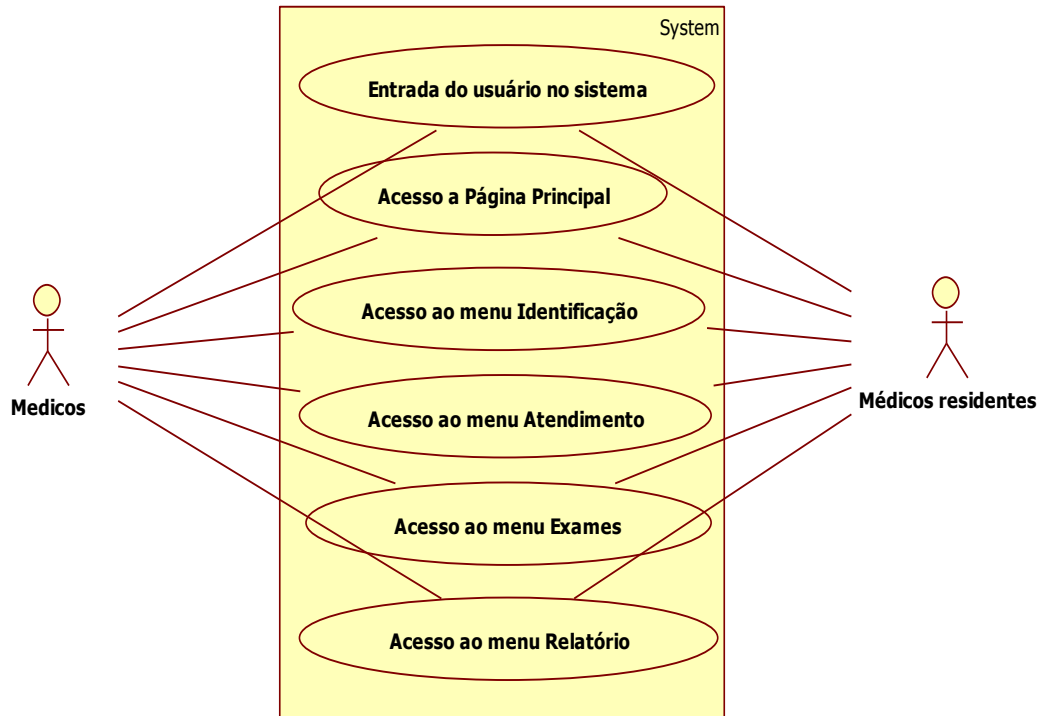 System
Entrada do usuário no sistema
Acesso a Página Principal
Acesso ao menu Identificação
Medicos
Médicos residentes
Acesso ao menu Atendimento
Acesso ao menu Exames
Acesso ao menu Relatório